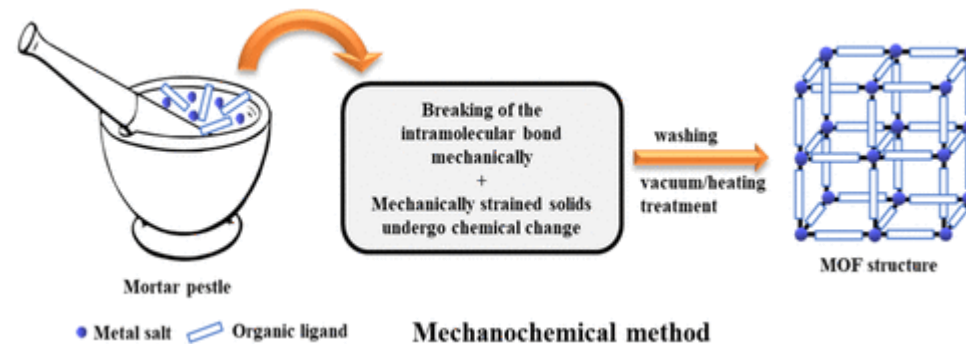 Breaking of the
intramolecular bond
mechanically
+
Mechanically strained solids
undergo chemical change
washing
vacuum/heating
treatment
Mortar pestle
MOF structure
Metal salt
Organic ligand
Mechanochemical method